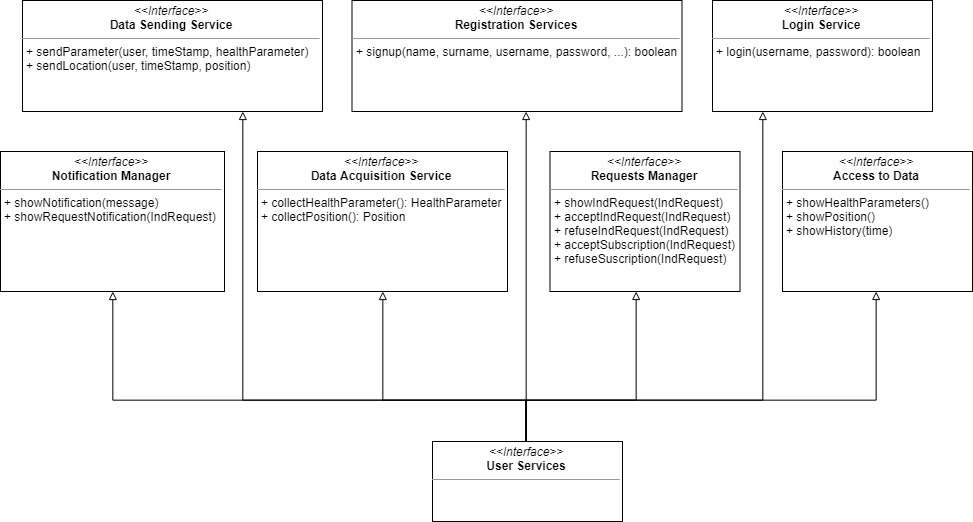 <<Interface>>
Data Sending Service
+ sendParameter(user, timeStamp, healthParameter)
+ sendLocation(user, timeStamp, position)
<<Interface>>
Registration Services
+ signup(name, surname, username, password, ...): boolean
<<Interface>>
Login Service
+ login(username, password): boolean
<<Interface>>
Notification Manager
+ showNotification(message)
+ showRequestNotification(IndRequest)
<<Interface>>
Data Acquisition Service
+ collectHealthParameter(): HealthParameter
+ collectPosition(): Position
<<Interface>>
Requests Manager
+ showIndRequest(IndRequest)
+ acceptIndRequest(IndRequest)
+ refuseIndRequest(IndRequest)
+ acceptSubscription(IndRequest)
+ refuseSuscription(IndRequest)
<<Interface>>
Access to Data
+ showHealthParameters()
+ showPosition()
+ showHistory(time)
<<Interface>>
User Services